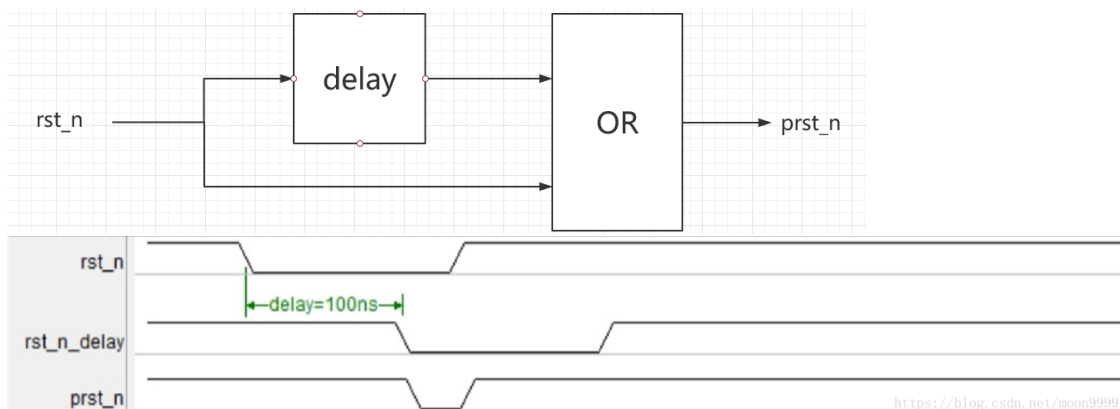 delay
rst_n
OR
prst_n
rst_n
delay=100ns
rst_n_delay
prst_n
https://blog.csdn.net/moon9999